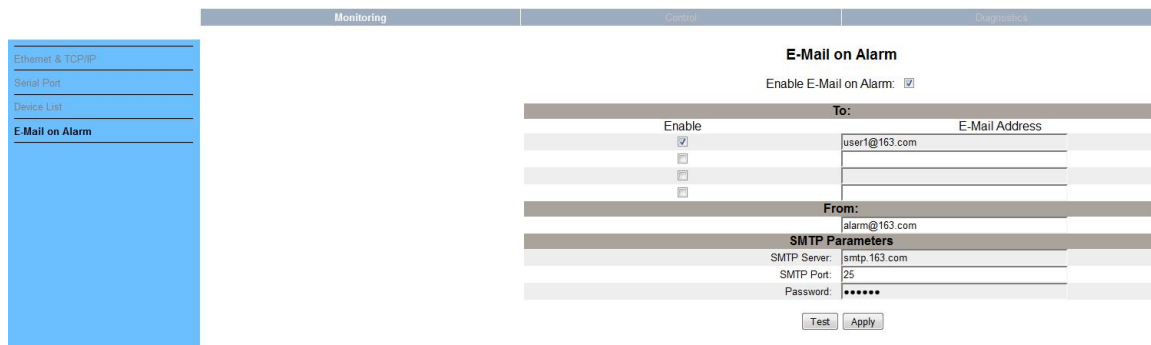 Monitoring Control Diagnostics
Ethernet & TCP/IP
Serial Port
Device List
E-Mail on Alarm
E-Mail on Alarm
Enable E-Mail on Alarm:
To:
Enable E-Mail Address
user1@163.com
From:
alarm@163.com
SMTP Parameters
SMTP Server: smtp.163.com
SMTP Port: 25
Password: ••••••
Test Apply